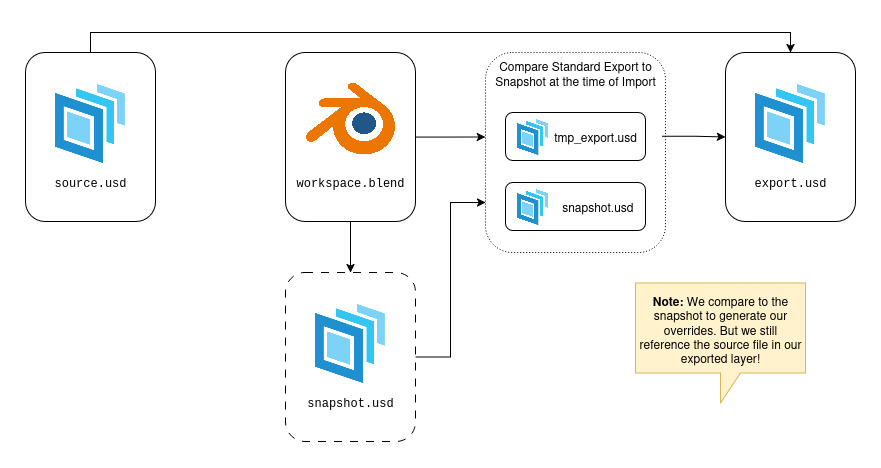 Compare Standard Export to
Snapshot at the time of Import
tmp_export.usd
source.usd
workspace.blend
export.usd
snapshot.usd
Note: We compare to the
snapshot to generate our
overrides. But we still
reference the source file in our
exported layer!
snapshot.usd